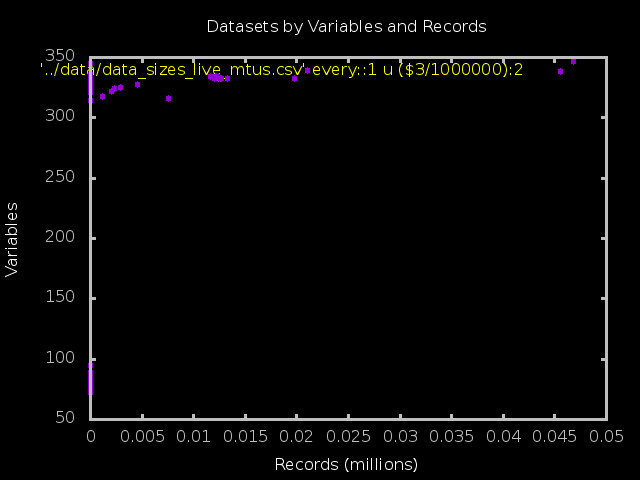 Datasets by Variables and Records
350
'../data/data_sizes_live_mtus.csv' every::1 u ($3/1000000):2
300
250
200
Variables
150
100
50
0 0.005 0.01 0.015 0.02 0.025 0.03 0.035 0.04 0.045 0.05
Records (millions)